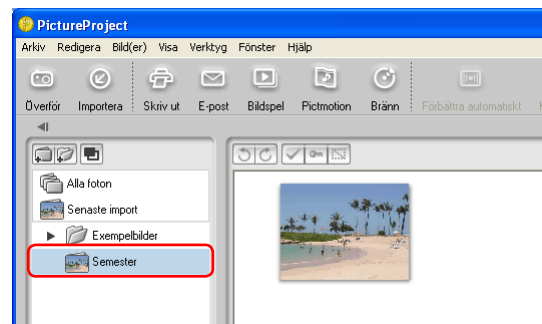 PictureProject
Arkiv Redigera Bild(er) Visa Verktyg Fönster Hjälp
Överför Importera Skriv ut E-post Bildspel Pictmotion Bränn Förbättra automatiskt
Alla foton
Senaste import
Exempelbilder
Semester